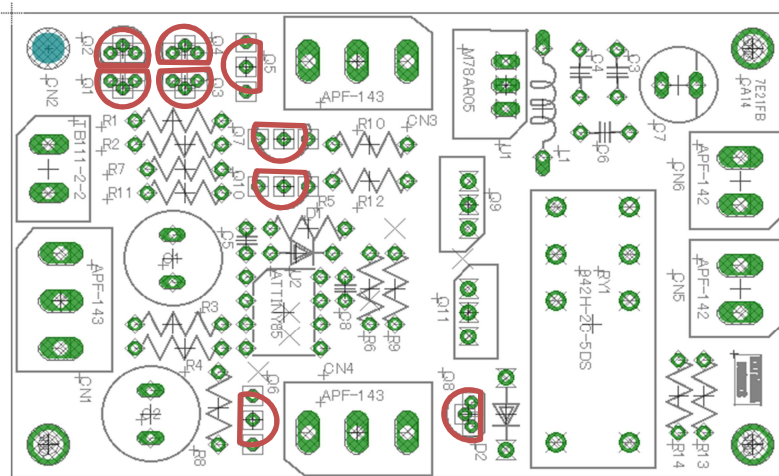 Q2
Q4
Q5
CN2
Q1
Q3
APF-143
M78AR05
C4
C3
7E21FB
CA14
TB111-2-2
R1
R2
R7
R11
Q7
Q10
R10
CN3
R5
R12
D1
U1
L1
C6
C7
CN6
APF-142
Q9
C5
C1
U2
ATTINY85
C8
R6
R9
Q11
RY1
942H-2C-5DS
CN5
APF-142
APF-143
R3
R4
CN1
C2
R8
Q6
CN4
APF-143
Q8
D2
R14
R13